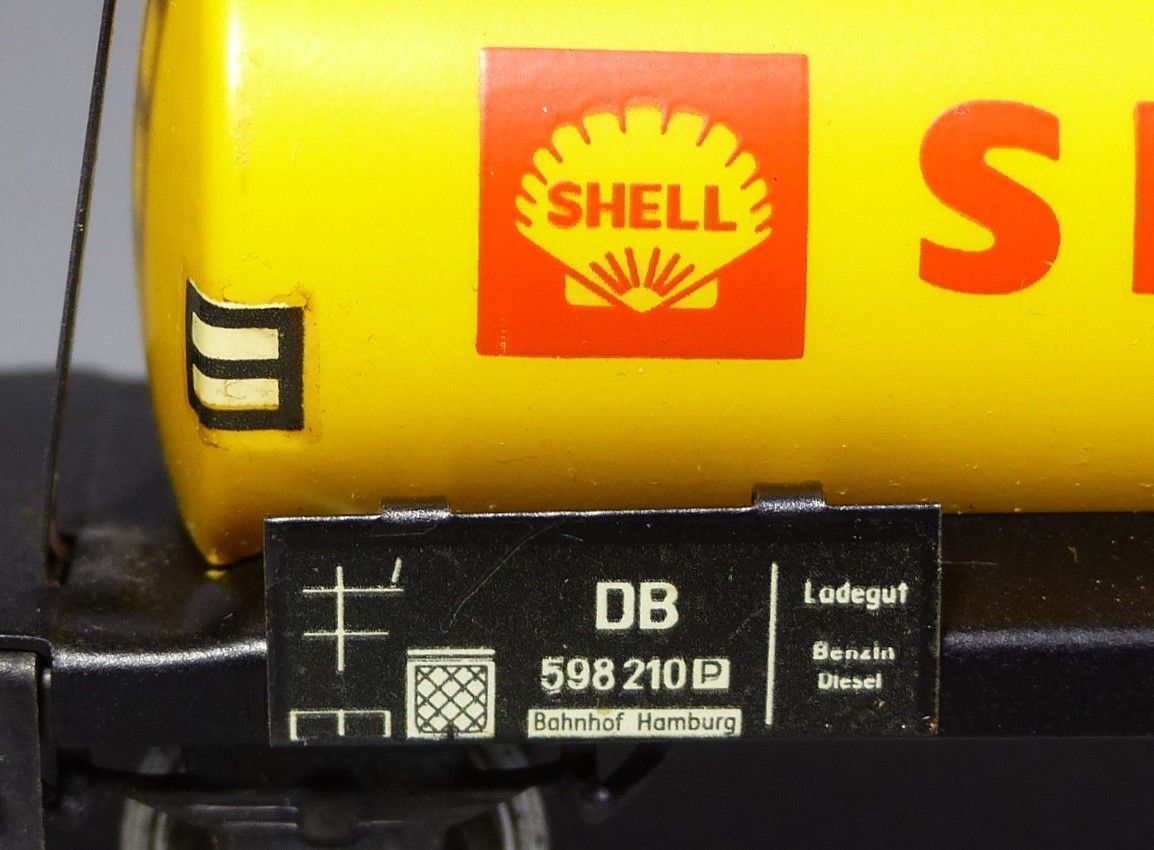 SHELL
S
DB
598 210 P
Bahnhof Hamburg
Ladegut
Benzin
Diesel